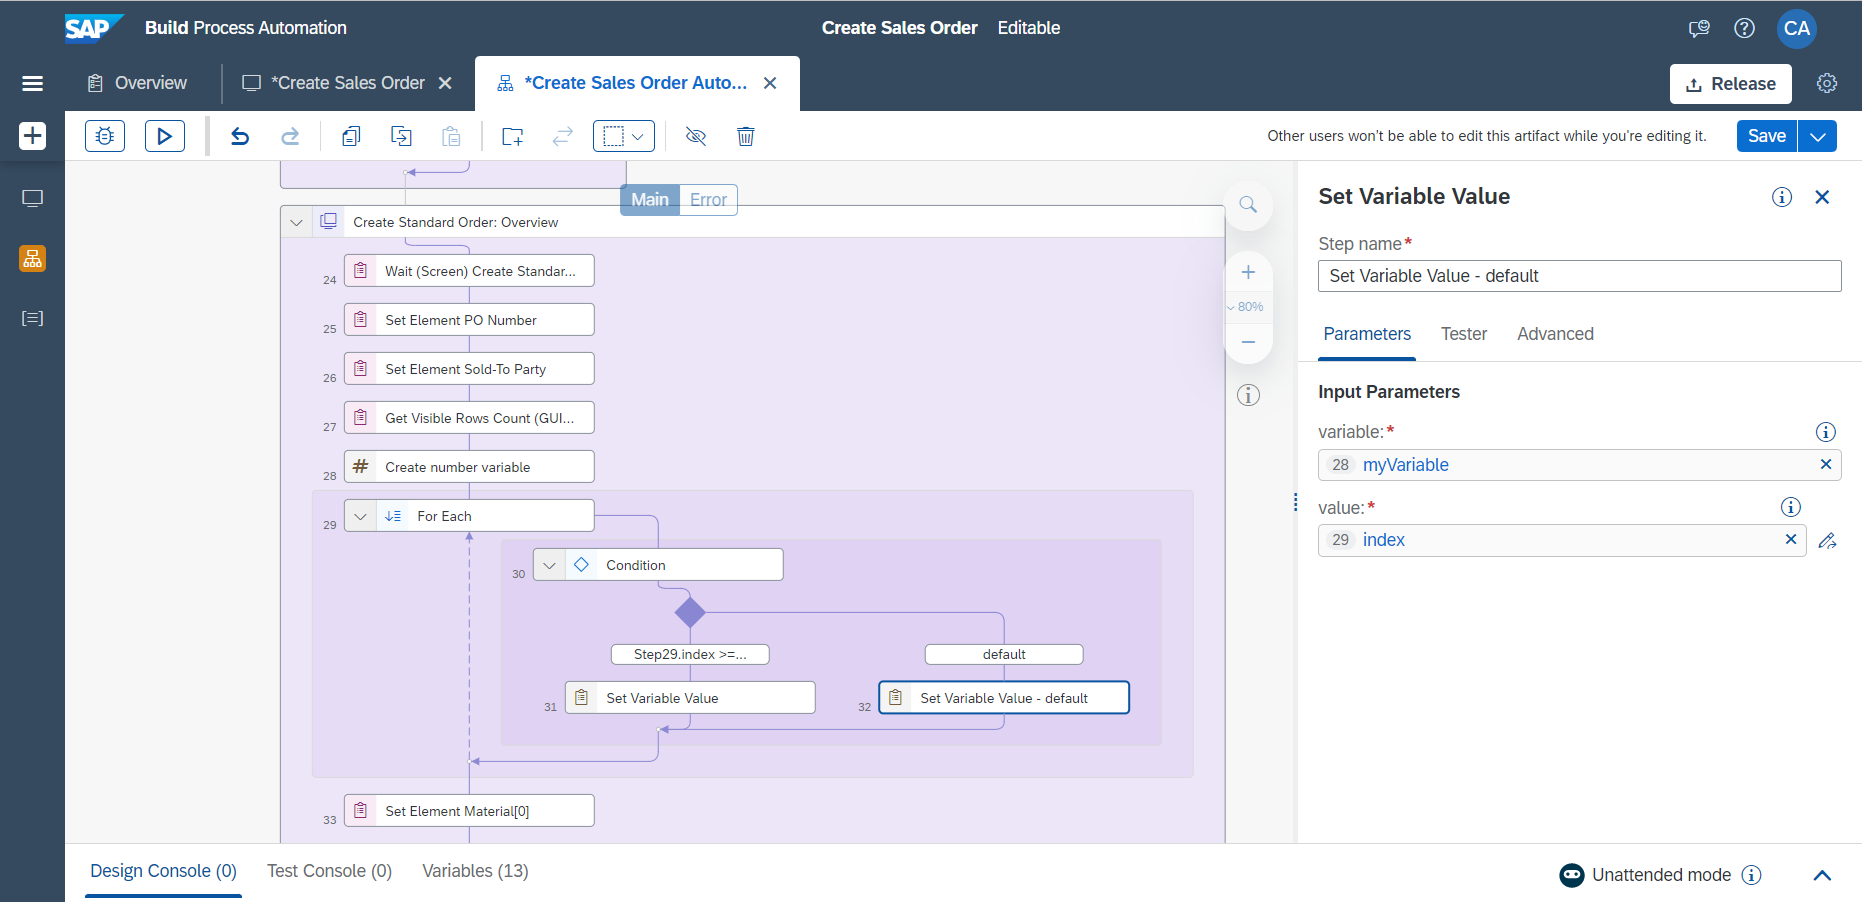 SAP Build Process Automation
Create Sales Order Editable
CA
Overview
*Create Sales Order
*Create Sales Order Auto...
Release
Other users won't be able to edit this artifact while you're editing it.
Save
Main Error
Create Standard Order: Overview
24 Wait (Screen) Create Standar...
25 Set Element PO Number
26 Set Element Sold-To Party
27 Get Visible Rows Count (GUI...
28 # Create number variable
29 For Each
30 Condition
Step29.index >=...
default
31 Set Variable Value
32 Set Variable Value - default
33 Set Element Material[0]
80%
Set Variable Value
Step name*
Set Variable Value - default
Parameters Tester Advanced
Input Parameters
variable:*
28 myVariable
value:*
29 index
Design Console (0) Test Console (0) Variables (13)
Unattended mode